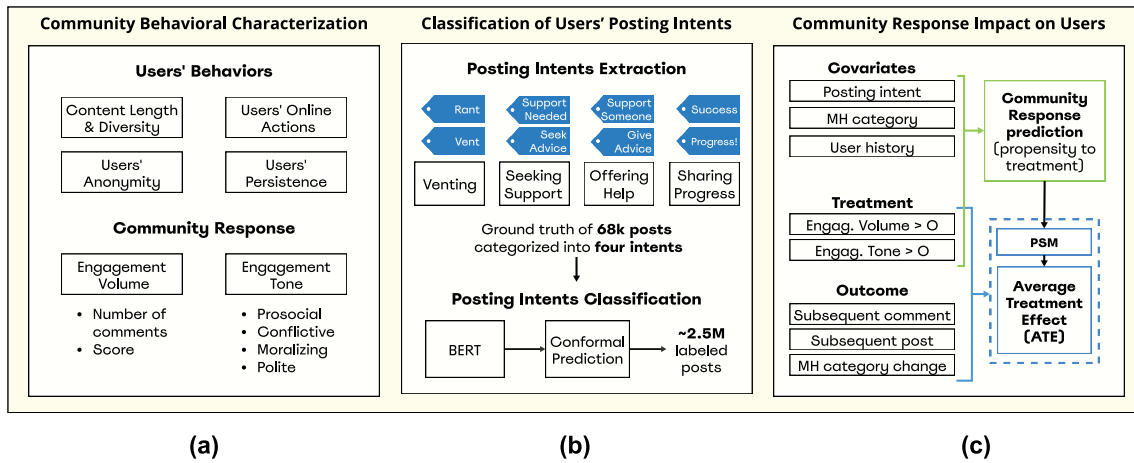 Community Behavioral Characterization
Users' Behaviors
Content Length
& Diversity
Users' Online
Actions
Users'
Anonymity
Users'
Persistence
Community Response
Engagement
Volume
Engagement
Tone
• Number of
comments
• Score
• Prosocial
• Conflictive
• Moralizing
• Polite
(a)
Classification of Users' Posting Intents
Posting Intents Extraction
Rant
Support
Needed
Support
Someone
Success
Vent
Seek
Advice
Give
Advice
Progress!
Venting
Seeking
Support
Offering
Help
Sharing
Progress
Ground truth of 68k posts
categorized into four intents
Posting Intents Classification
BERT
Conformal
Prediction
~2.5M
labeled
posts
(b)
Community Response Impact on Users
Covariates
Posting intent
MH category
User history
Community
Response
prediction
(propensity to
treatment)
Treatment
Engag. Volume > O
Engag. Tone > O
PSM
Average
Treatment
Effect
(ATE)
Outcome
Subsequent comment
Subsequent post
MH category change
(c)